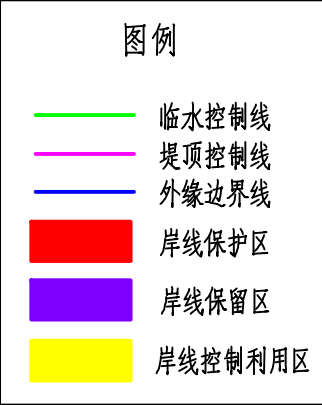 图例
临水控制线
堤顶控制线
外缘边界线
岸线保护区
岸线保留区
岸线控制利用区